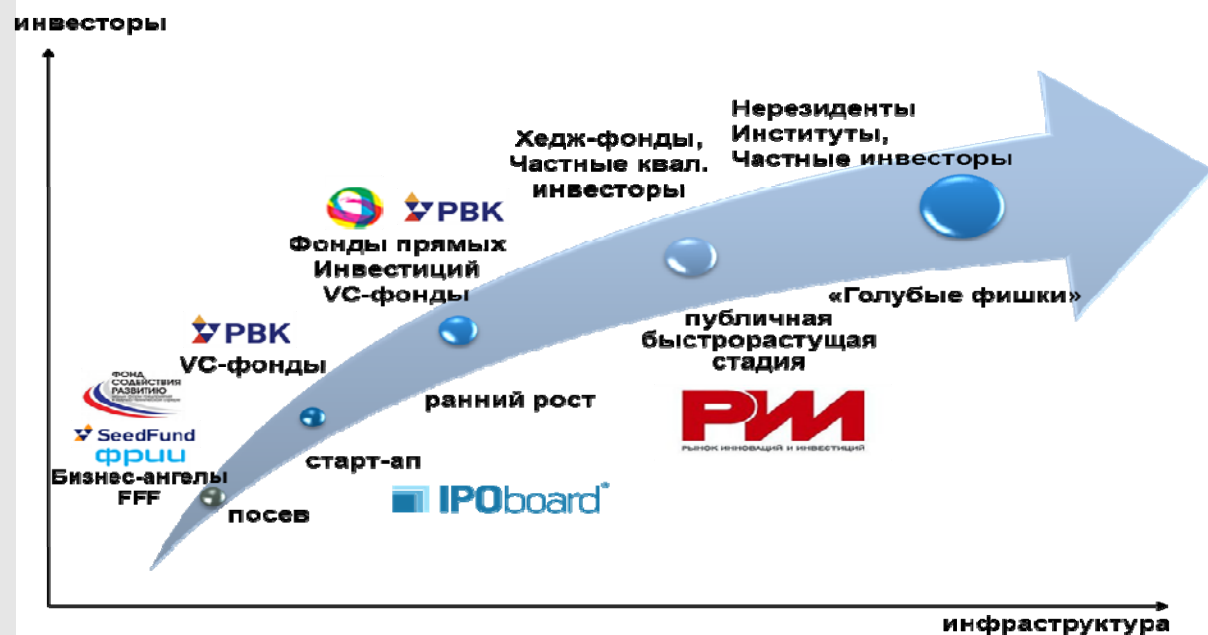 инвесторы
Нерезиденты
Институты,
Частные инвесторы
Хедж-фонды,
Частные квал.
инвесторы
РВК
Фонды прямых
Инвестиций
VC-фонды
«Голубые фишки»
публичная
быстрорастущая
стадия
РВК
VC-фонды
ФОНД
СОДЕЙСТВИЯ
РАЗВИТИЮ
ранний рост
РИИ
РЫНОК ИННОВАЦИЙ И ИНВЕСТИЦИЙ
SeedFund
фрии
Бизнес-ангелы
FFF
старт-ап
IPOboard
посев
инфраструктура